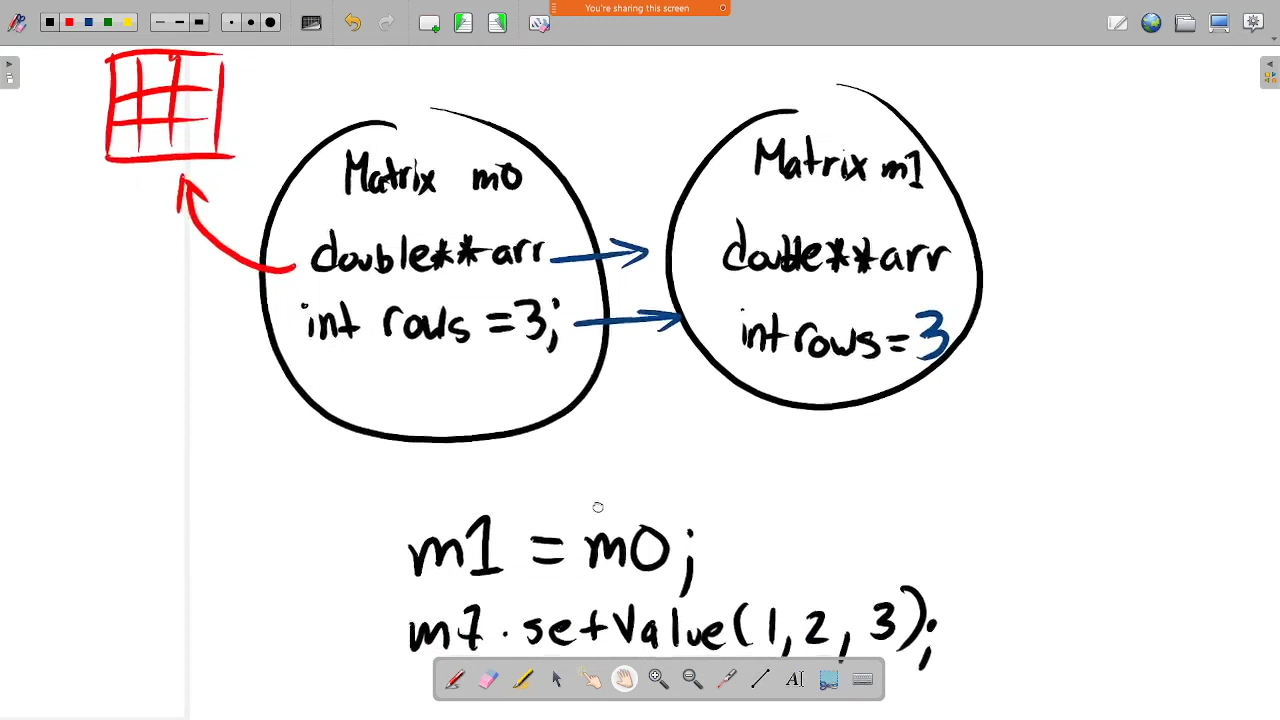 You're sharing this screen
Matrix m0
double**arr
int rows =3;
Matrix m1
double**arr
int rows = 3
m1 = m0;
m1.setValue(1,2,3);